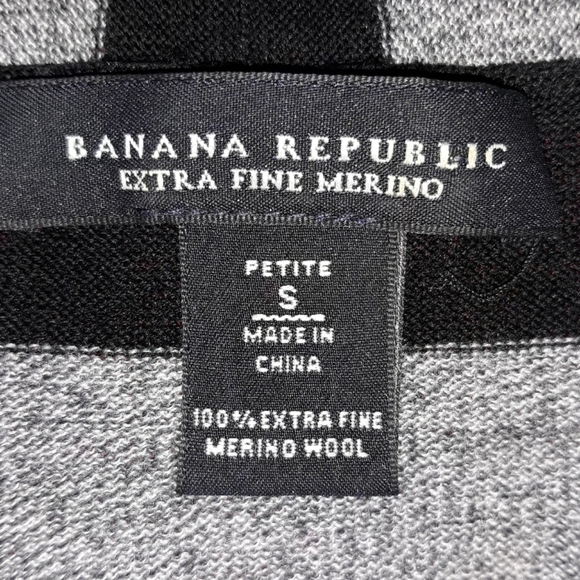 BANANA REPUBLIC
EXTRA FINE MERINO
PETITE
S
MADE IN
CHINA
100% EXTRA FINE
MERINO WOOL